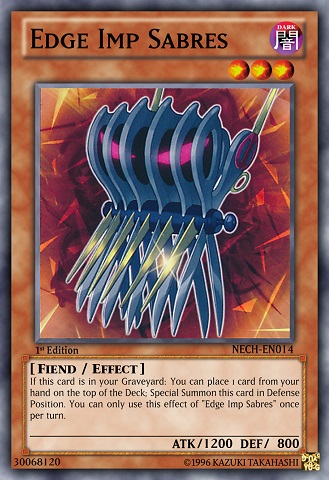 EDGE IMP SABRES
DARK
闇
1st Edition
NECH-EN014
[ FIEND / EFFECT ]
If this card is in your Graveyard: You can place 1 card from your
hand on the top of the Deck; Special Summon this card in Defense
Position. You can only use this effect of "Edge Imp Sabres" once
per turn.
ATK/1200 DEF/ 800
30068120
©1996 KAZUKI TAKAHASHI